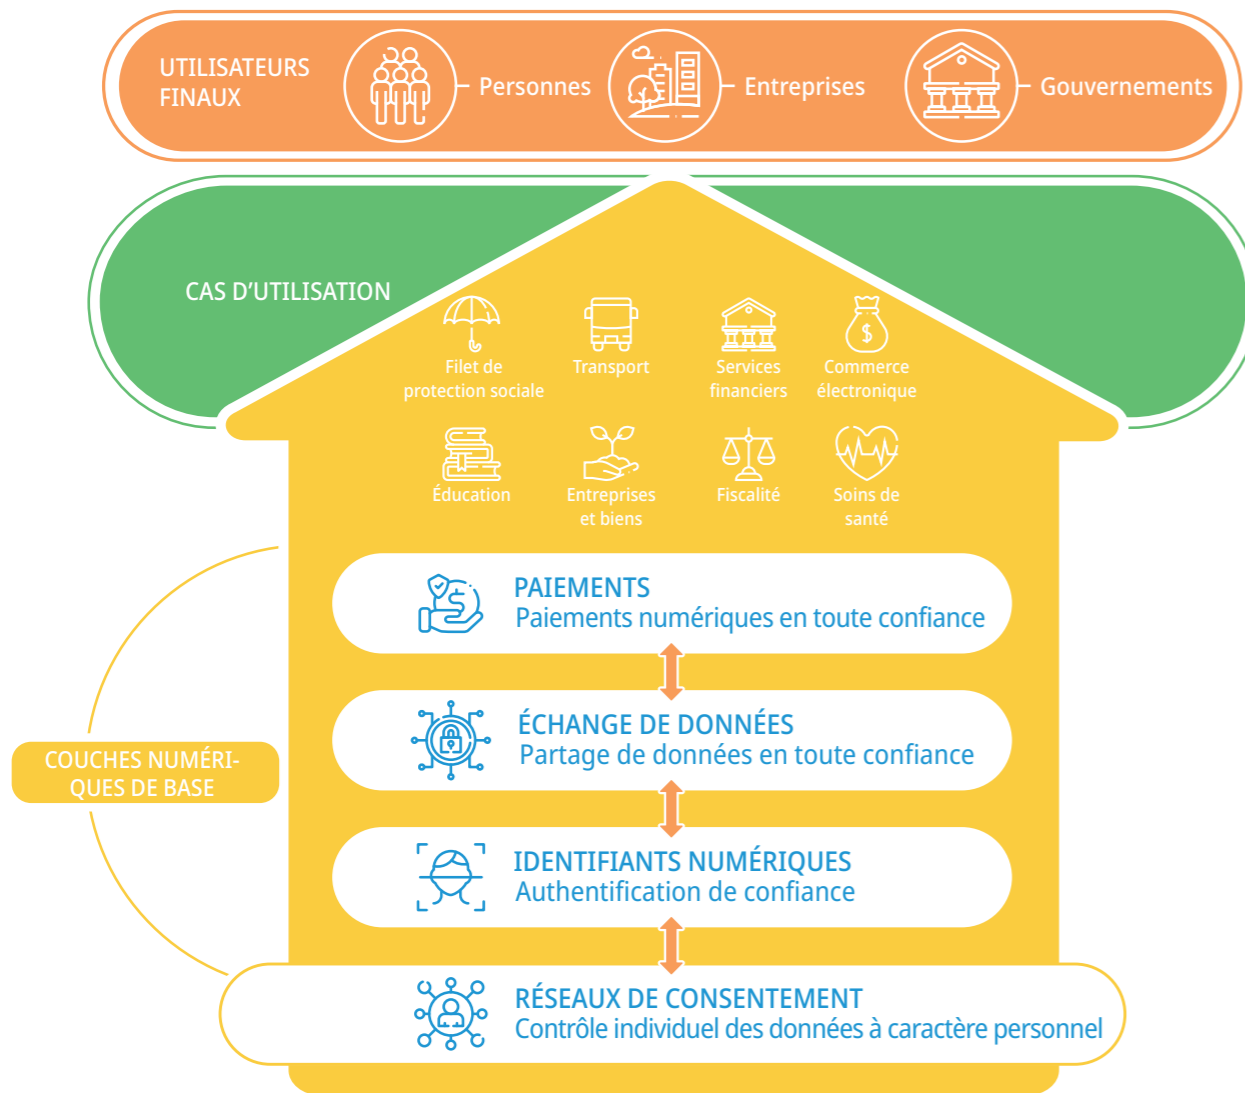 UTILISATEURS
FINAUX
Personnes
Entreprises
Gouvernements
CAS D’UTILISATION
Filet de
protection sociale
Transport
Services
financiers
Commerce
électronique
Éducation
Entreprises
et biens
Fiscalité
Soins de
santé
COUCHES NUMÉRI-
QUES DE BASE
PAIEMENTS
Paiements numériques en toute confiance
ÉCHANGE DE DONNÉES
Partage de données en toute confiance
IDENTIFIANTS NUMÉRIQUES
Authentification de confiance
RÉSEAUX DE CONSENTEMENT
Contrôle individuel des données à caractère personnel